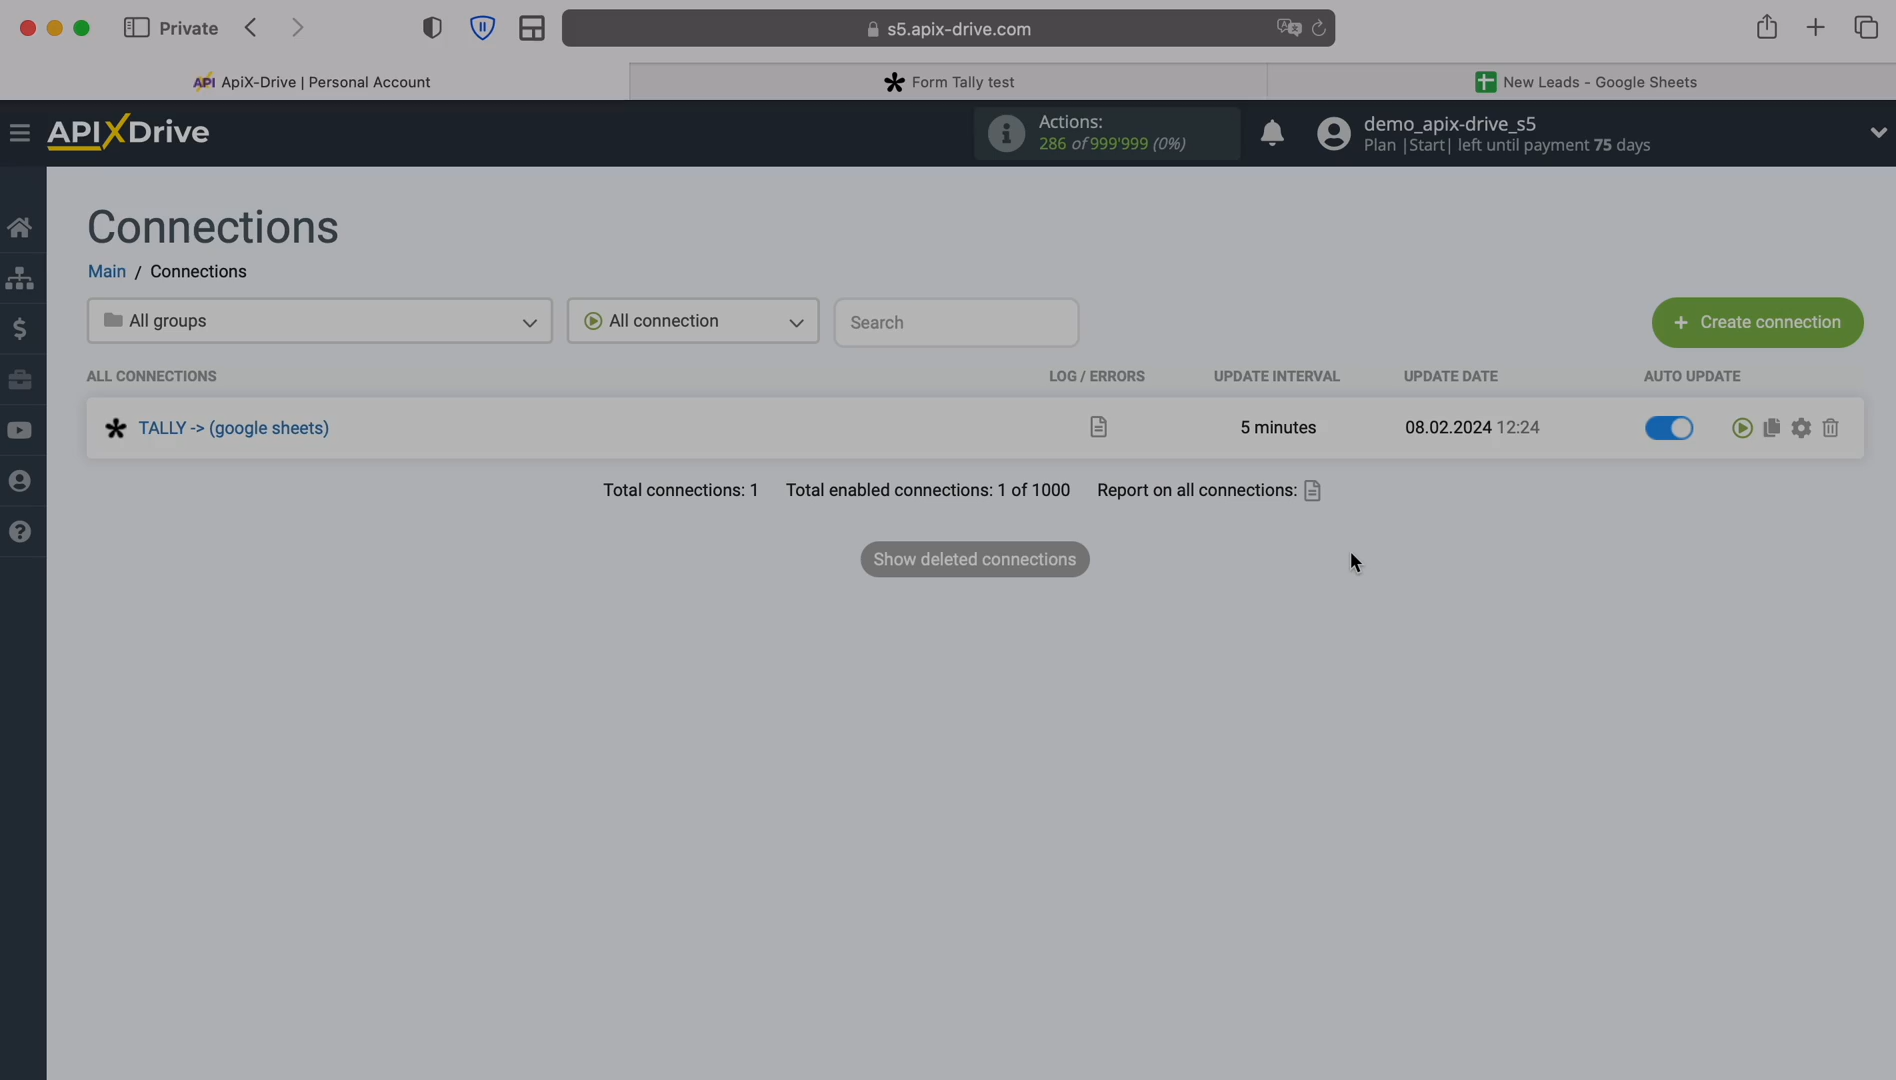 Private
s5.apix-drive.com
API ApiX-Drive | Personal Account
Form Tally test
New Leads - Google Sheets
APIXDrive
Actions:
286 of 999'999 (0%)
demo_apix-drive_s5
Plan |Start| left until payment 75 days
Connections
Main / Connections
All groups
All connection
Search
+ Create connection
ALL CONNECTIONS
LOG / ERRORS
UPDATE INTERVAL
UPDATE DATE
AUTO UPDATE
TALLY -> (google sheets)
5 minutes
08.02.2024 12:24
Total connections: 1
Total enabled connections: 1 of 1000
Report on all connections:
Show deleted connections